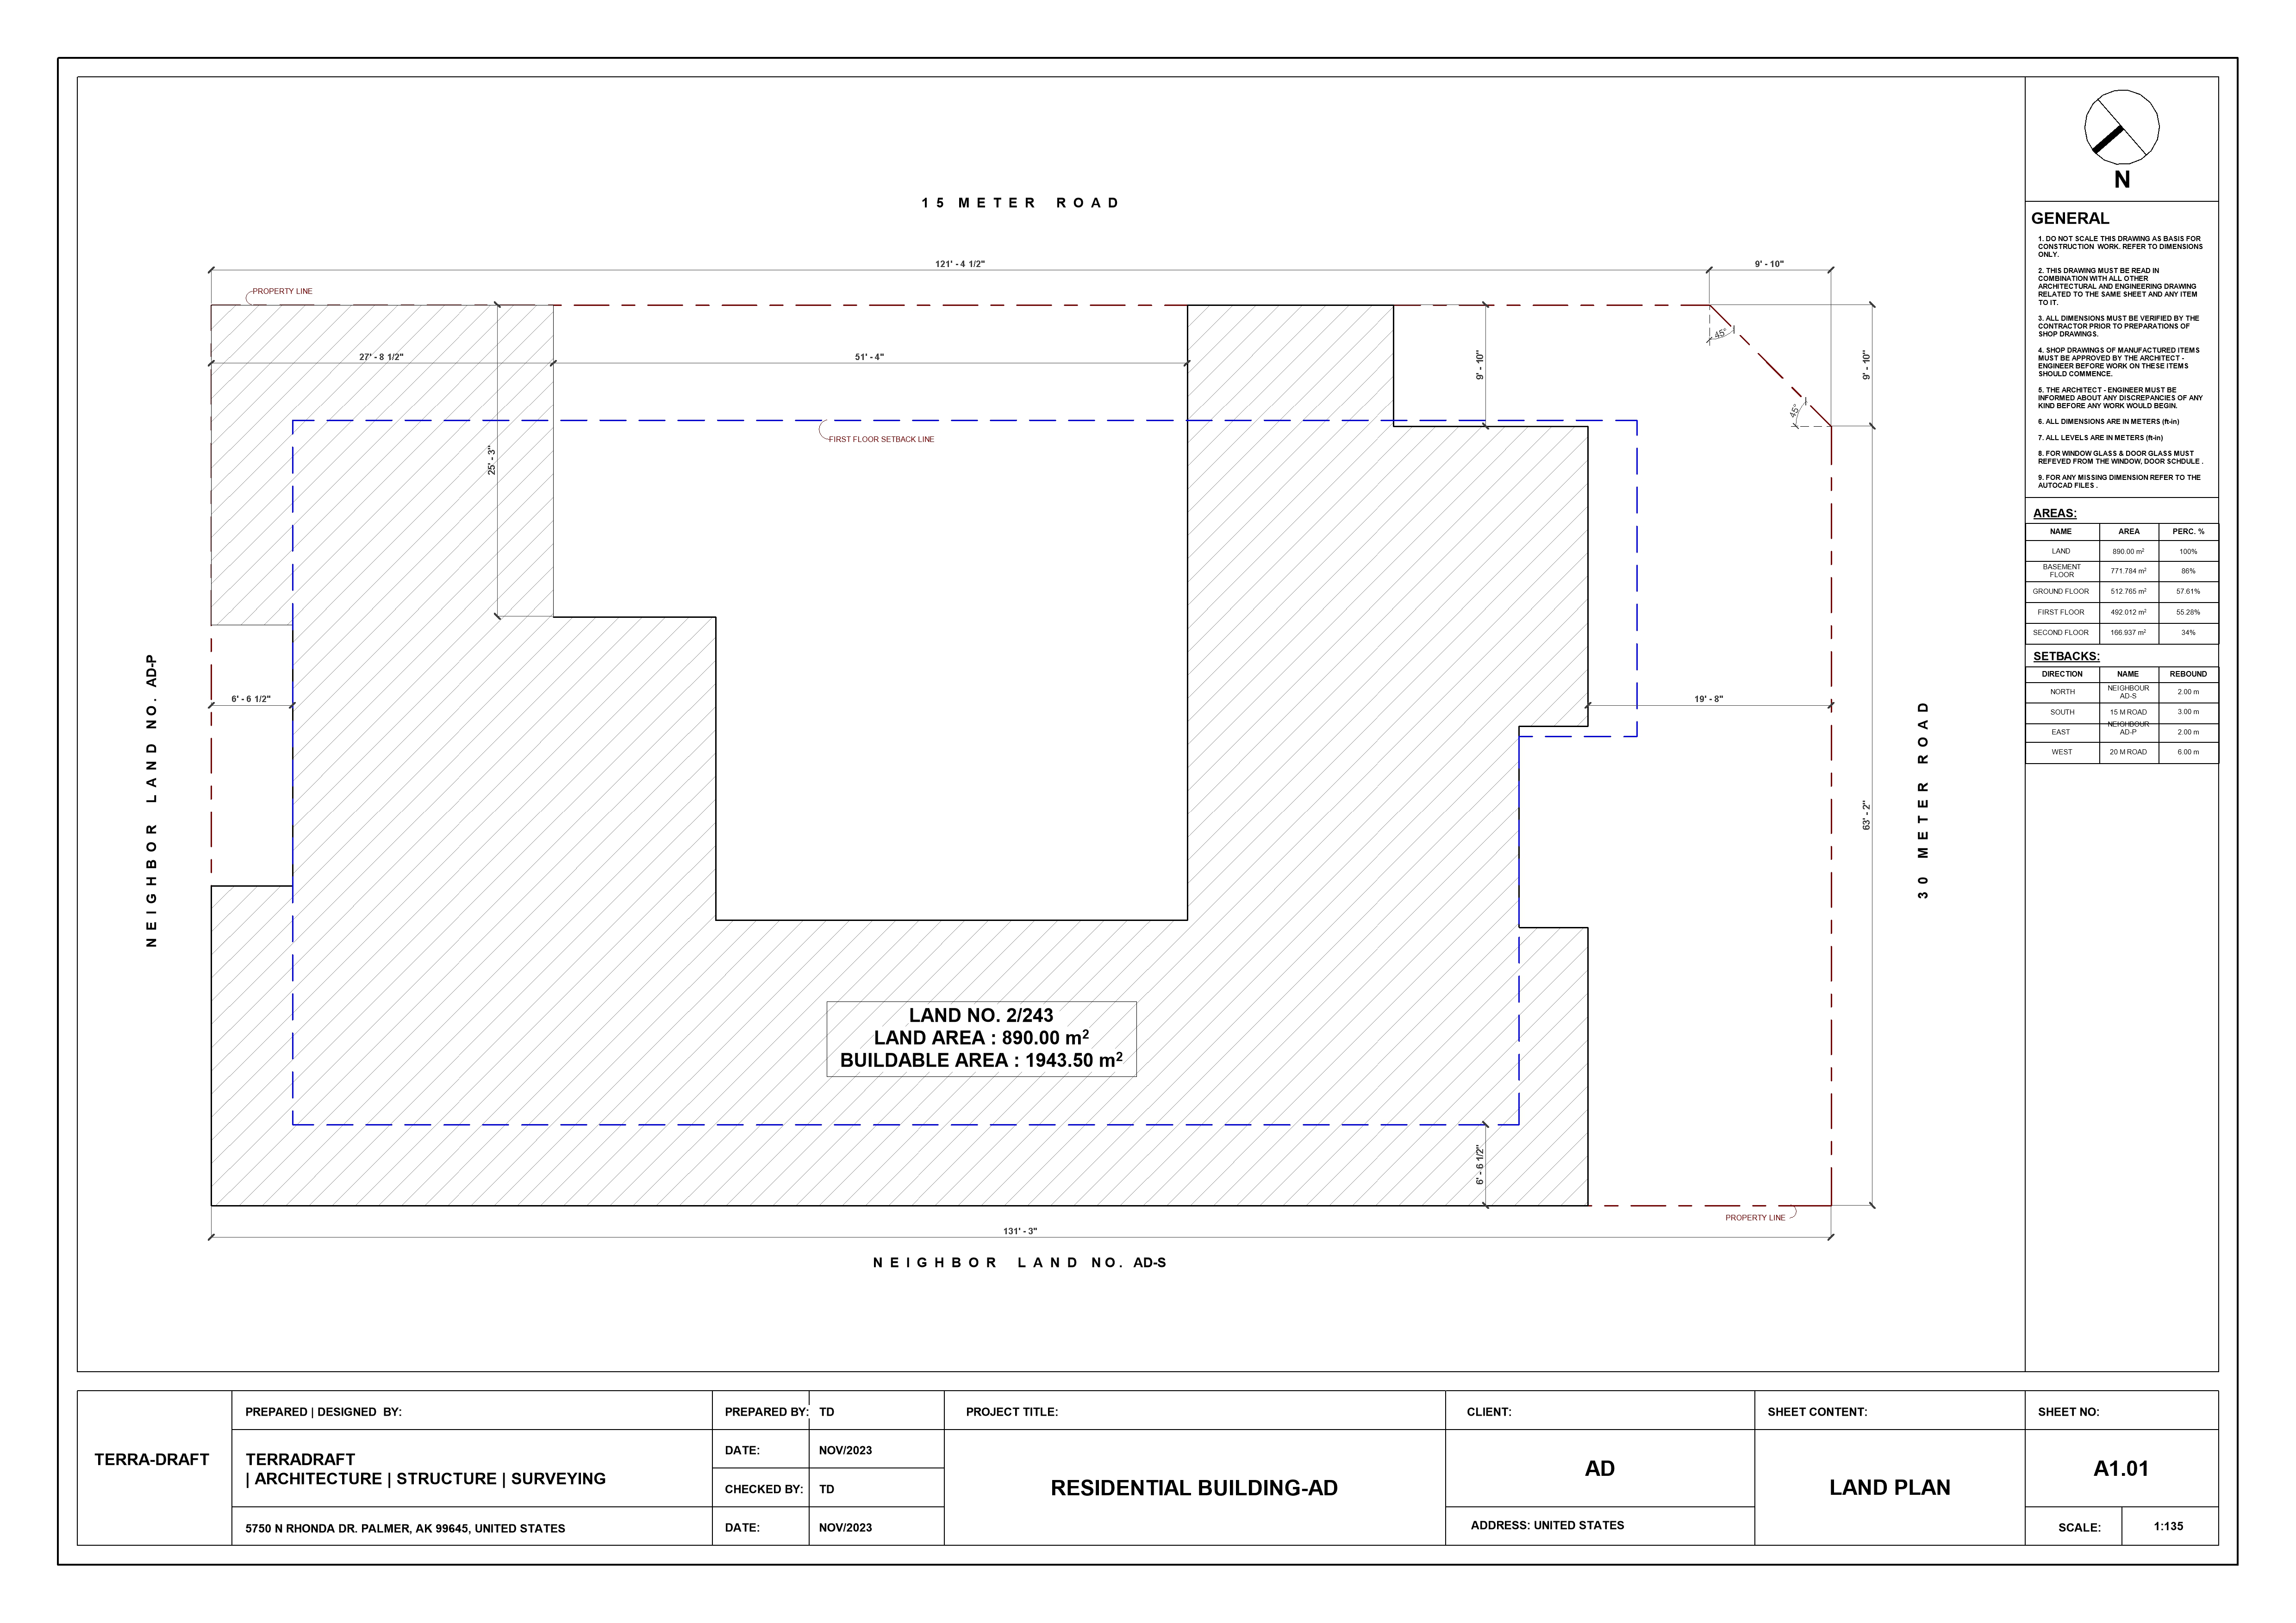 15 METER ROAD
121' - 4 1/2"
9' - 10"
PROPERTY LINE
27' - 8 1/2"
51' - 4"
9' - 10"
9' - 10"
45°
45°
FIRST FLOOR SETBACK LINE
25' - 3"
6' - 6 1/2"
19' - 8"
63' - 2"
NEIGHBOR LAND NO. AD-P
30 METER ROAD
LAND NO. 2/243
LAND AREA : 890.00 m²
BUILDABLE AREA : 1943.50 m²
6' - 6 1/2"
PROPERTY LINE
131' - 3"
NEIGHBOR LAND NO. AD-S
N
GENERAL
1. DO NOT SCALE THIS DRAWING AS BASIS FOR
CONSTRUCTION WORK. REFER TO DIMENSIONS
ONLY.
2. THIS DRAWING MUST BE READ IN
COMBINATION WITH ALL OTHER
ARCHITECTURAL AND ENGINEERING DRAWING
RELATED TO THE SAME SHEET AND ANY ITEM
TO IT.
3. ALL DIMENSIONS MUST BE VERIFIED BY THE
CONTRACTOR PRIOR TO PREPARATIONS OF
SHOP DRAWINGS.
4. SHOP DRAWINGS OF MANUFACTURED ITEMS
MUST BE APPROVED BY THE ARCHITECT -
ENGINEER BEFORE WORK ON THESE ITEMS
SHOULD COMMENCE.
5. THE ARCHITECT - ENGINEER MUST BE
INFORMED ABOUT ANY DISCREPANCIES OF ANY
KIND BEFORE ANY WORK WOULD BEGIN.
6. ALL DIMENSIONS ARE IN METERS (ft-in)
7. ALL LEVELS ARE IN METERS (ft-in)
8. FOR WINDOW GLASS & DOOR GLASS MUST
REFEVED FROM THE WINDOW, DOOR SCHDULE .
9. FOR ANY MISSING DIMENSION REFER TO THE
AUTOCAD FILES .
AREAS:
NAME AREA PERC. %
LAND 890.00 m² 100%
BASEMENT FLOOR 771.784 m² 86%
GROUND FLOOR 512.765 m² 57.61%
FIRST FLOOR 492.012 m² 55.28%
SECOND FLOOR 166.937 m² 34%
SETBACKS:
DIRECTION NAME REBOUND
NORTH NEIGHBOUR AD-S 2.00 m
SOUTH 15 M ROAD 3.00 m
EAST NEIGHBOUR AD-P 2.00 m
WEST 20 M ROAD 6.00 m
TERRA-DRAFT
PREPARED | DESIGNED BY:
TERRADRAFT
| ARCHITECTURE | STRUCTURE | SURVEYING
5750 N RHONDA DR. PALMER, AK 99645, UNITED STATES
PREPARED BY: TD
DATE: NOV/2023
CHECKED BY: TD
DATE: NOV/2023
PROJECT TITLE:
RESIDENTIAL BUILDING-AD
CLIENT:
AD
ADDRESS: UNITED STATES
SHEET CONTENT:
LAND PLAN
SHEET NO:
A1.01
SCALE: 1:135